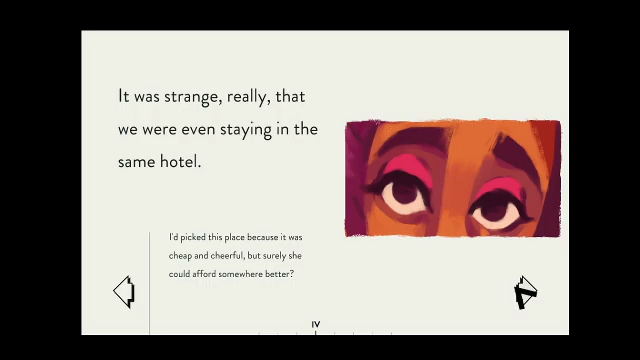 It was strange, really, that
we were even staying in the
same hotel.
I'd picked this place because it was
cheap and cheerful, but surely she
could afford somewhere better?
IV